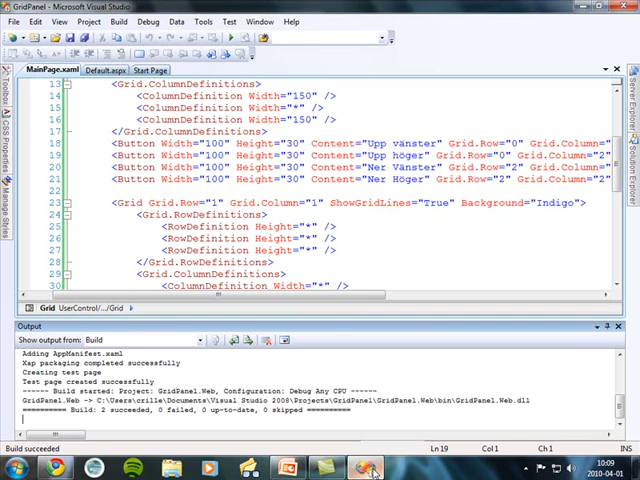 GridPanel - Microsoft Visual Studio
File Edit View Project Build Debug Data Tools Test Window Help
MainPage.xaml Default.aspx Start Page
13 <Grid.ColumnDefinitions>
14 <ColumnDefinition Width="150" />
15 <ColumnDefinition Width="*" />
16 <ColumnDefinition Width="150" />
17 </Grid.ColumnDefinitions>
18 <Button Width="100" Height="30" Content="Upp vänster" Grid.Row="0" Grid.Column="
19 <Button Width="100" Height="30" Content="Upp höger" Grid.Row="0" Grid.Column="2"
20 <Button Width="100" Height="30" Content="Ner Vänster" Grid.Row="2" Grid.Column="
21 <Button Width="100" Height="30" Content="Ner Höger" Grid.Row="2" Grid.Column="2"
22
23 <Grid Grid.Row="1" Grid.Column="1" ShowGridLines="True" Background="Indigo">
24 <Grid.RowDefinitions>
25 <RowDefinition Height="*" />
26 <RowDefinition Height="*" />
27 <RowDefinition Height="*" />
28 </Grid.RowDefinitions>
29 <Grid.ColumnDefinitions>
30 <ColumnDefinition Width="*" />
Toolbox
CSS Properties
Manage Styles
Server Explorer
Solution Explorer
Grid UserControl/.../Grid
Output
Show output from: Build
Adding AppManifest.xaml
Xap packaging completed successfully
Creating test page
Test page created successfully
------ Build started: Project: GridPanel.Web, Configuration: Debug Any CPU ------
GridPanel.Web -> C:\Users\crille\Documents\Visual Studio 2008\Projects\GridPanel\GridPanel.Web\bin\GridPanel.Web.dll
========== Build: 2 succeeded, 0 failed, 0 up-to-date, 0 skipped ==========
Build succeeded Ln 19 Col 1 Ch 1 INS
10:09
2010-04-01